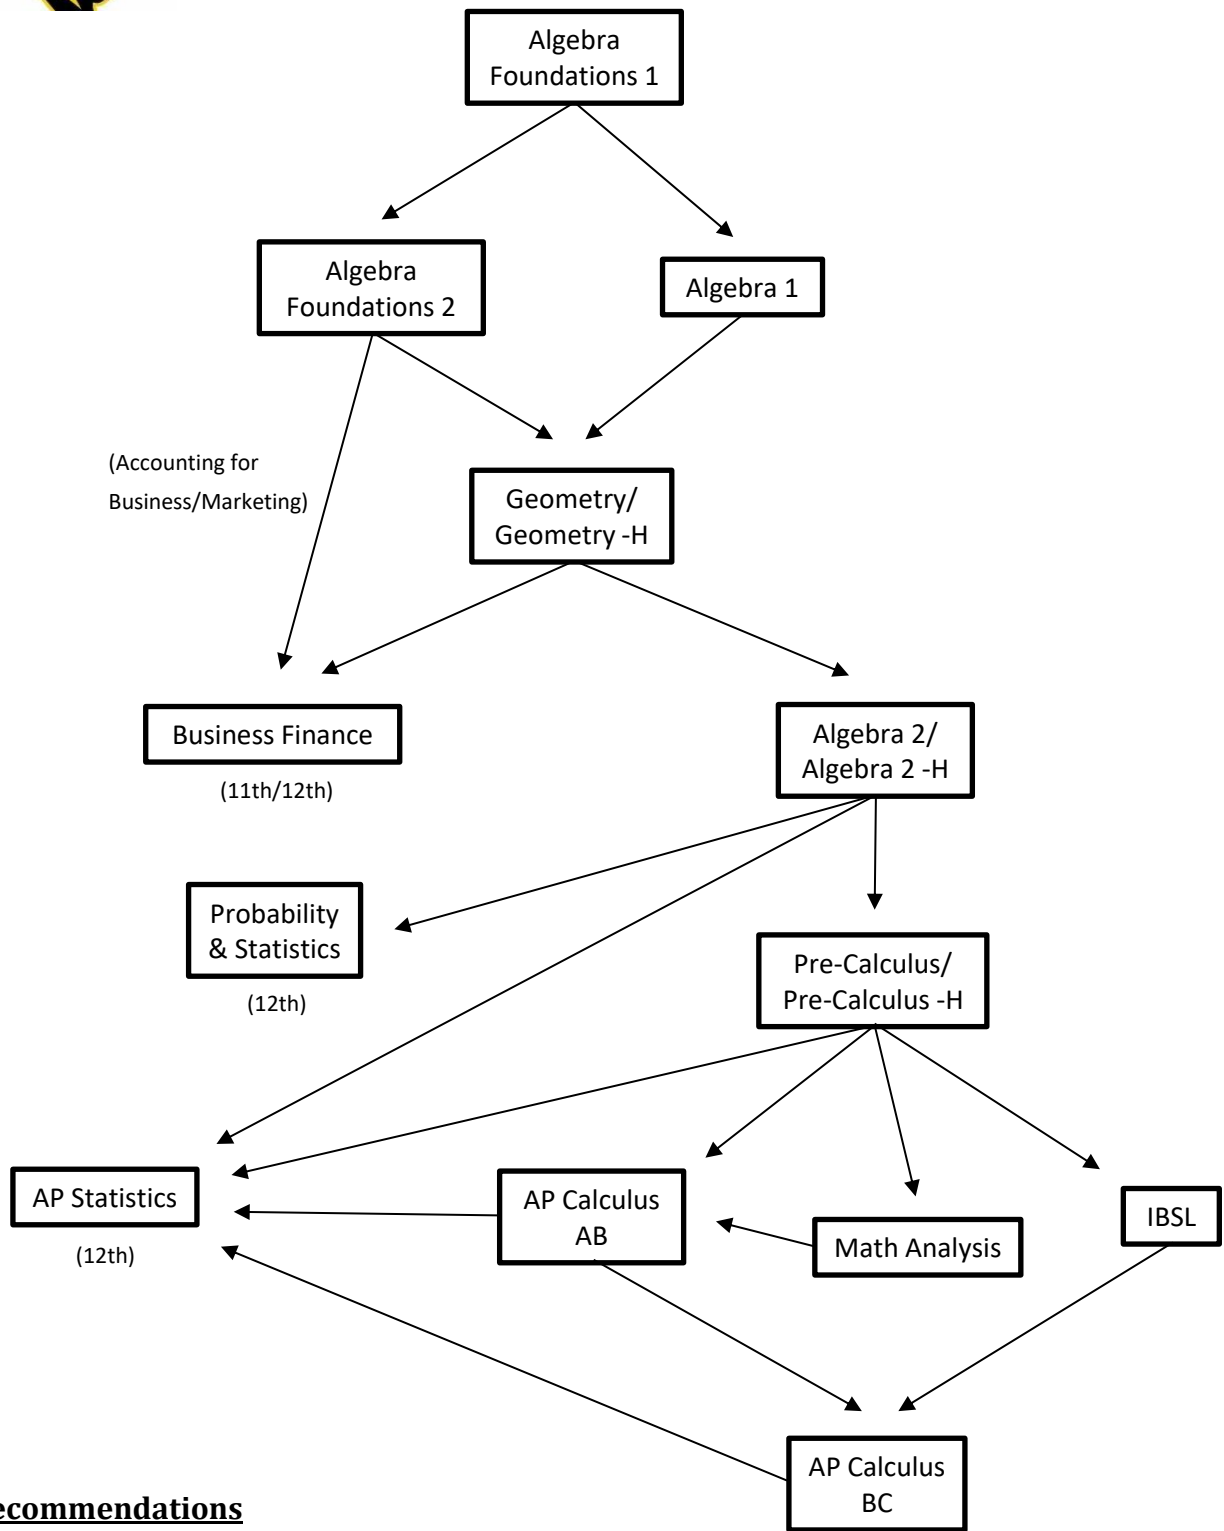 Algebra
Foundations 1
Algebra
Foundations 2
Algebra 1
(Accounting for
Business/Marketing)
Geometry/
Geometry -H
Business Finance
(11th/12th)
Algebra 2/
Algebra 2 -H
Probability
& Statistics
(12th)
Pre-Calculus/
Pre-Calculus -H
AP Statistics
(12th)
AP Calculus
AB
Math Analysis
IBSL
AP Calculus
BC
ecommendations